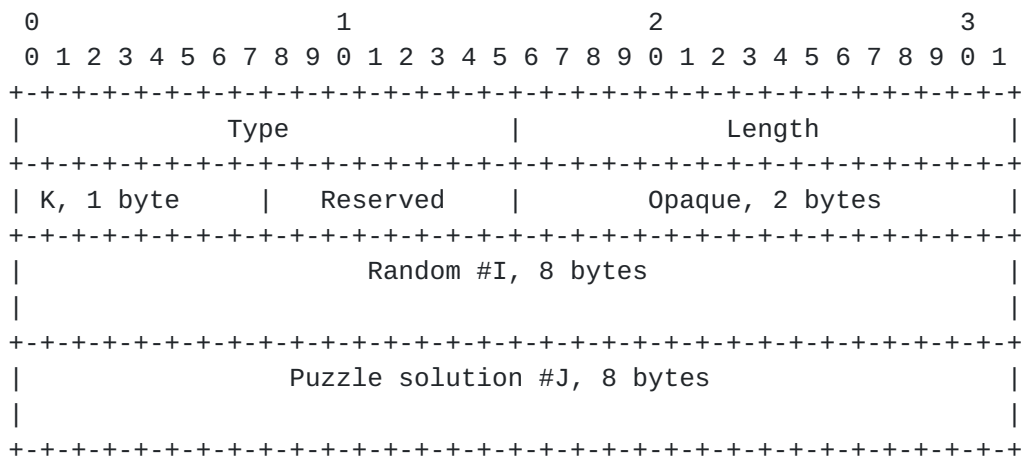 0                   1                   2                   3
 0 1 2 3 4 5 6 7 8 9 0 1 2 3 4 5 6 7 8 9 0 1 2 3 4 5 6 7 8 9 0 1
+-+-+-+-+-+-+-+-+-+-+-+-+-+-+-+-+-+-+-+-+-+-+-+-+-+-+-+-+-+-+-+-+
|             Type              |             Length            |
+-+-+-+-+-+-+-+-+-+-+-+-+-+-+-+-+-+-+-+-+-+-+-+-+-+-+-+-+-+-+-+-+
| K, 1 byte     |   Reserved    |        Opaque, 2 bytes        |
+-+-+-+-+-+-+-+-+-+-+-+-+-+-+-+-+-+-+-+-+-+-+-+-+-+-+-+-+-+-+-+-+
|                      Random #I, 8 bytes                       |
|                                                               |
+-+-+-+-+-+-+-+-+-+-+-+-+-+-+-+-+-+-+-+-+-+-+-+-+-+-+-+-+-+-+-+-+
|                 Puzzle solution #J, 8 bytes                   |
|                                                               |
+-+-+-+-+-+-+-+-+-+-+-+-+-+-+-+-+-+-+-+-+-+-+-+-+-+-+-+-+-+-+-+-+